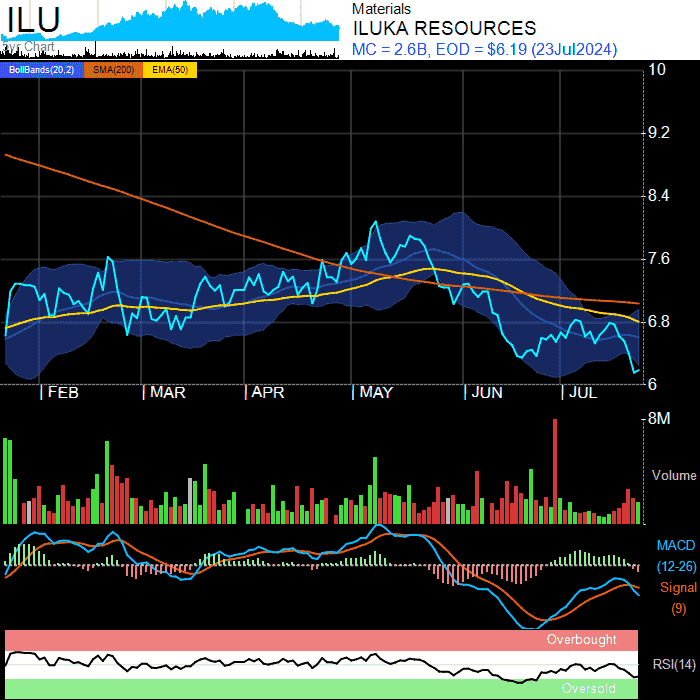 ILU
Materials
ILUKA RESOURCES
2yr Chart
MC = 2.6B, EOD = $6.19 (23Jul2024)
BollBands(20,2) SMA(200) EMA(50)
10
9.2
8.4
7.6
6.8
6
FEB MAR APR MAY JUN JUL
8M
Volume
MACD
(12-26)
Signal
(9)
Overbought
RSI(14)
Oversold